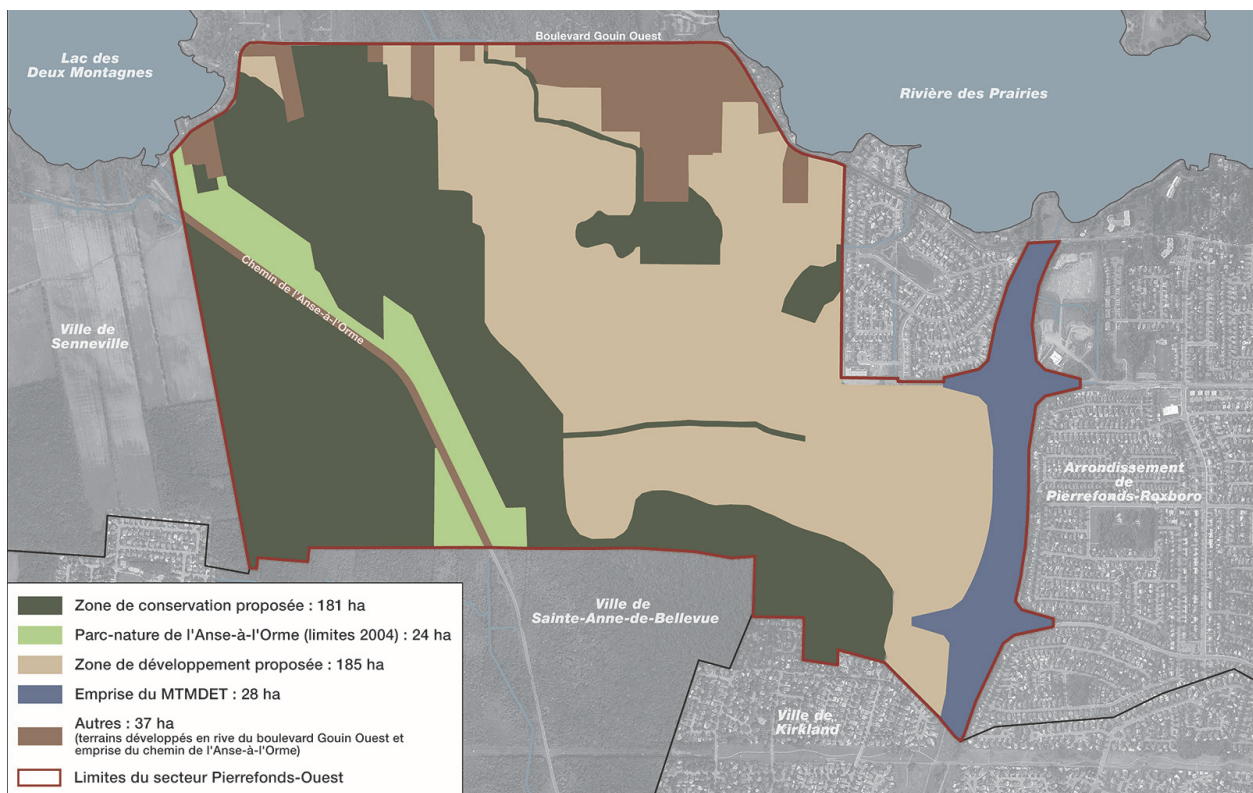 Boulevard Gouin Ouest
Lac des
Deux Montagnes
Rivière des Prairies
Chemin de l'Anse-à-l'Orme
Ville de
Senneville
Arrondissement
de
Pierrefonds-Roxboro
Ville de
Sainte-Anne-de-Bellevue
Ville de
Kirkland
Zone de conservation proposée : 181 ha
Parc-nature de l'Anse-à-l'Orme (limites 2004) : 24 ha
Zone de développement proposée : 185 ha
Emprise du MTMDET : 28 ha
Autres : 37 ha
(terrains développés en rive du boulevard Gouin Ouest et
emprise du chemin de l'Anse-à-l'Orme)
Limites du secteur Pierrefonds-Ouest